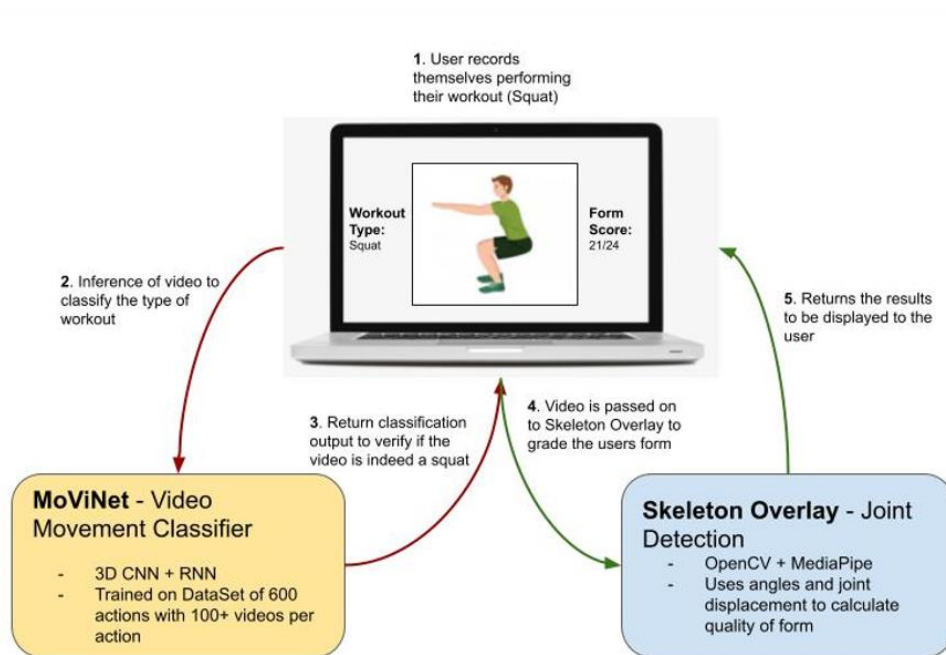 1. User records
themselves performing
their workout (Squat)
Workout
Type:
Squat
Form
Score:
21/24
2. Inference of video to
classify the type of
workout
5. Returns the results
to be displayed to the
user
3. Return classification
output to verify if the
video is indeed a squat
4. Video is passed on
to Skeleton Overlay to
grade the users form
MoViNet - Video
Movement Classifier
- 3D CNN + RNN
- Trained on DataSet of 600
actions with 100+ videos per
action
Skeleton Overlay - Joint
Detection
- OpenCV + MediaPipe
- Uses angles and joint
displacement to calculate
quality of form